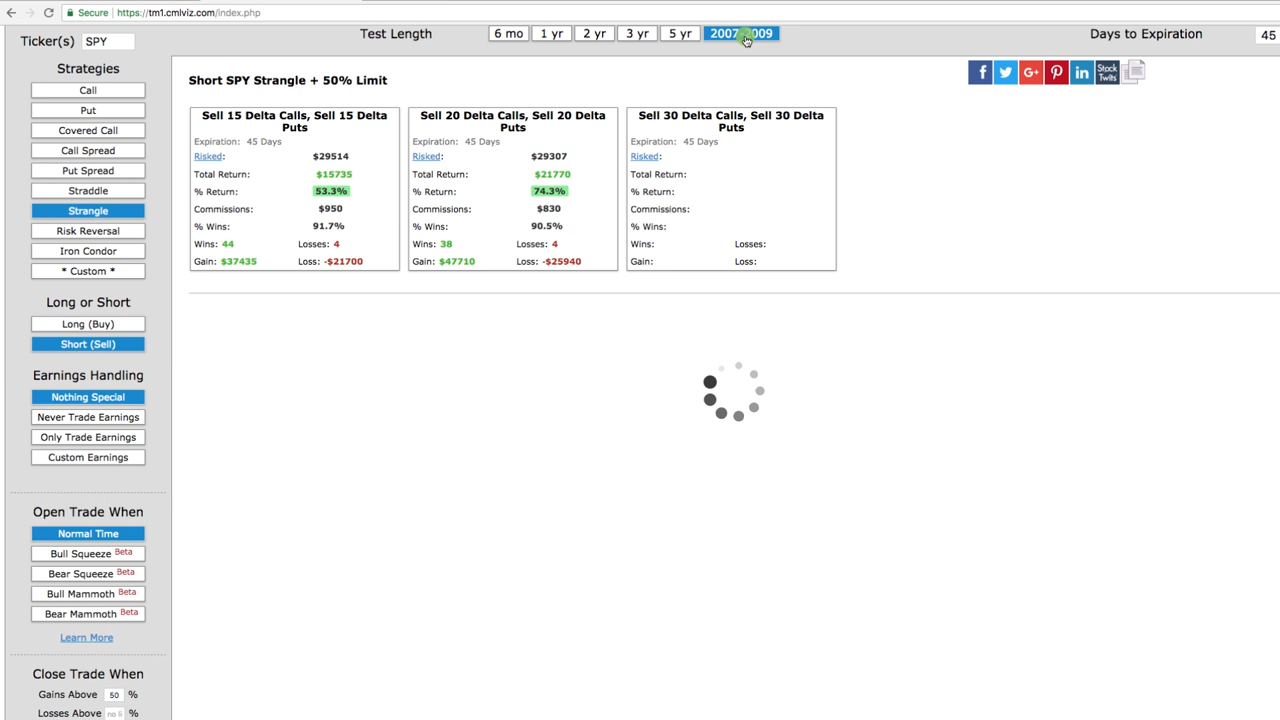 Secure https://tm1.cmlviz.com/index.php
Ticker(s) SPY
Test Length 6 mo 1 yr 2 yr 3 yr 5 yr 2007-2009
Days to Expiration 45
Strategies
Call
Put
Covered Call
Call Spread
Put Spread
Straddle
Strangle
Risk Reversal
Iron Condor
* Custom *
Long or Short
Long (Buy)
Short (Sell)
Earnings Handling
Nothing Special
Never Trade Earnings
Only Trade Earnings
Custom Earnings
Open Trade When
Normal Time
Bull Squeeze Beta
Bear Squeeze Beta
Bull Mammoth Beta
Bear Mammoth Beta
Learn More
Close Trade When
Gains Above 50 %
Losses Above no %
Short SPY Strangle + 50% Limit
f G+ in Stock Twits
Sell 15 Delta Calls, Sell 15 Delta
Puts
Expiration: 45 Days
Risked: $29514
Total Return: $15735
% Return: 53.3%
Commissions: $950
% Wins: 91.7%
Wins: 44 Losses: 4
Gain: $37435 Loss: -$21700
Sell 20 Delta Calls, Sell 20 Delta
Puts
Expiration: 45 Days
Risked: $29307
Total Return: $21770
% Return: 74.3%
Commissions: $830
% Wins: 90.5%
Wins: 38 Losses: 4
Gain: $47710 Loss: -$25940
Sell 30 Delta Calls, Sell 30 Delta
Puts
Expiration: 45 Days
Risked:
Total Return:
% Return:
Commissions:
% Wins:
Wins: Losses:
Gain: Loss: